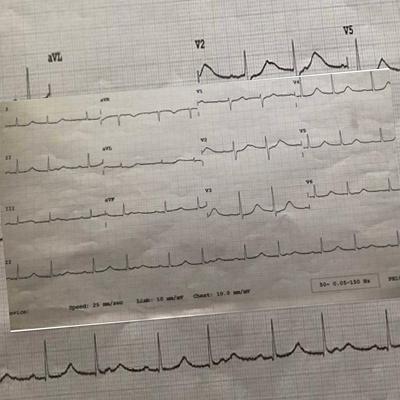 aVL
V2
V5
I
aVR
V1
V4
II
aVL
V2
V5
III
aVF
V3
V6
II
Speed: 25 mm/sec Limb: 10 mm/mV Chest: 10.0 mm/mV
50~ 0.05-150 Hz